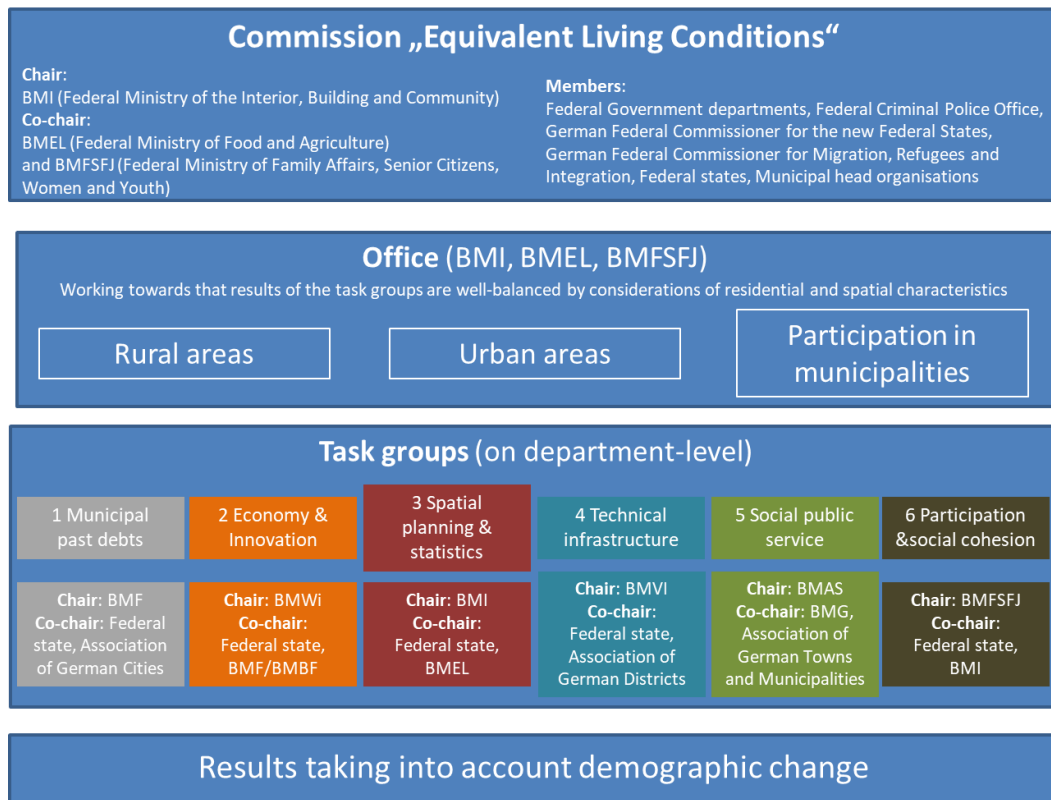 Commission „Equivalent Living Conditions“
Chair:
BMI (Federal Ministry of the Interior, Building and Community)
Co-chair:
BMEL (Federal Ministry of Food and Agriculture)
and BMFSFJ (Federal Ministry of Family Affairs, Senior Citizens,
Women and Youth)
Members:
Federal Government departments, Federal Criminal Police Office,
German Federal Commissioner for the new Federal States,
German Federal Commissioner for Migration, Refugees and
Integration, Federal states, Municipal head organisations
Office (BMI, BMEL, BMFSFJ)
Working towards that results of the task groups are well-balanced by considerations of residential and spatial characteristics
Rural areas
Urban areas
Participation in
municipalities
Task groups (on department-level)
1 Municipal
past debts
2 Economy &
Innovation
3 Spatial
planning &
statistics
4 Technical
infrastructure
5 Social public
service
6 Participation
&social cohesion
Chair: BMF
Co-chair: Federal
state, Association
of German Cities
Chair: BMWi
Co-chair:
Federal state,
BMF/BMBF
Chair: BMI
Co-chair:
Federal state,
BMEL
Chair: BMVI
Co-chair:
Federal state,
Association of
German Districts
Chair: BMAS
Co-chair: BMG,
Association of
German Towns
and Municipalities
Chair: BMFSFJ
Co-chair:
Federal state,
BMI
Results taking into account demographic change